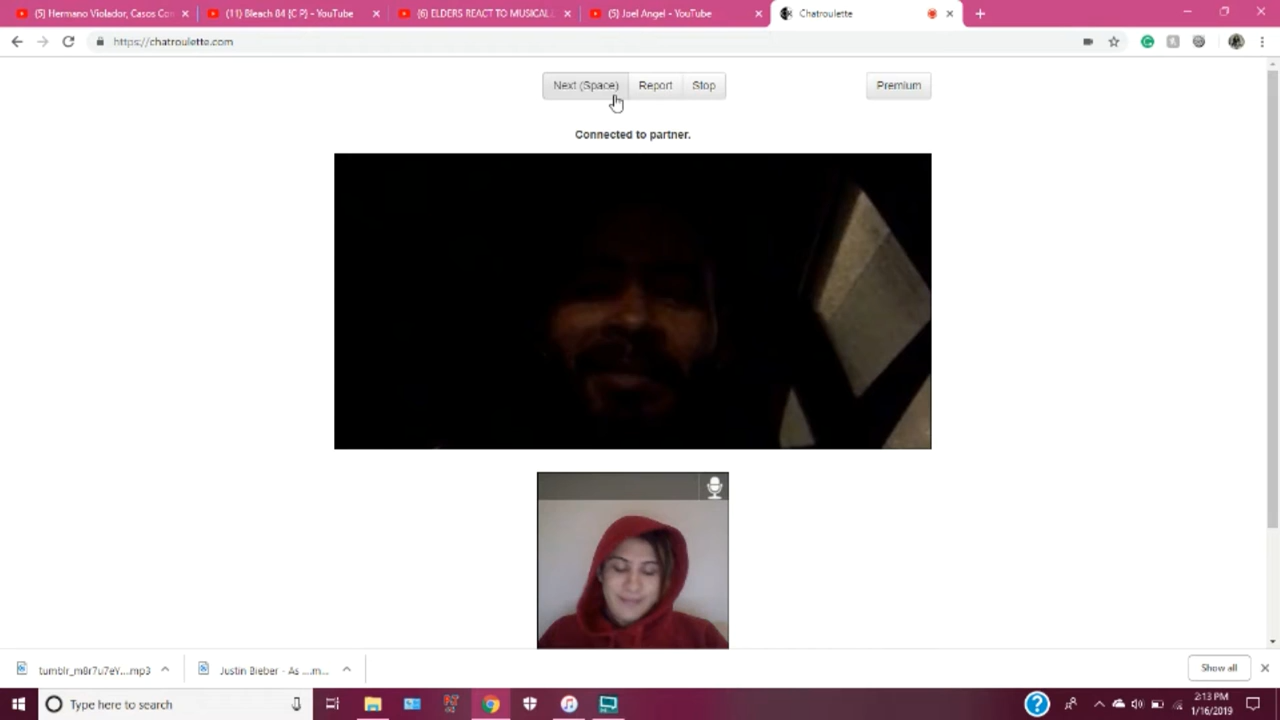 (5) Hermano Violador, Casos Con
(11) Bleach 84 [C P] - YouTube
(6) ELDERS REACT TO MUSICAL.
(5) Joel Angel - YouTube
Chatroulette
https://chatroulette.com
Next (Space)
Report
Stop
Premium
Connected to partner.
tumblr_m8r7u7eY....mp3
Justin Bieber - As ....m...
Show all
Type here to search
2:13 PM
1/16/2019